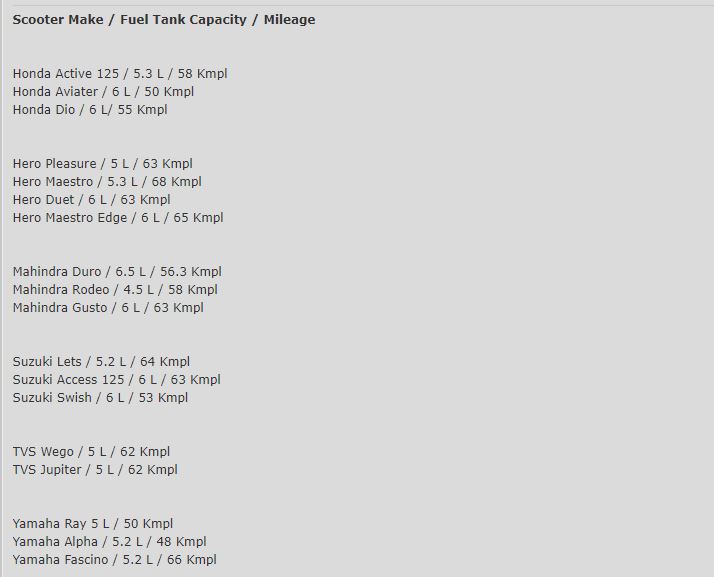 Scooter Make / Fuel Tank Capacity / Mileage
Honda Active 125 / 5.3 L / 58 Kmpl
Honda Aviater / 6 L / 50 Kmpl
Honda Dio / 6 L/ 55 Kmpl
Hero Pleasure / 5 L / 63 Kmpl
Hero Maestro / 5.3 L / 68 Kmpl
Hero Duet / 6 L / 63 Kmpl
Hero Maestro Edge / 6 L / 65 Kmpl
Mahindra Duro / 6.5 L / 56.3 Kmpl
Mahindra Rodeo / 4.5 L / 58 Kmpl
Mahindra Gusto / 6 L / 63 Kmpl
Suzuki Lets / 5.2 L / 64 Kmpl
Suzuki Access 125 / 6 L / 63 Kmpl
Suzuki Swish / 6 L / 53 Kmpl
TVS Wego / 5 L / 62 Kmpl
TVS Jupiter / 5 L / 62 Kmpl
Yamaha Ray 5 L / 50 Kmpl
Yamaha Alpha / 5.2 L / 48 Kmpl
Yamaha Fascino / 5.2 L / 66 Kmpl